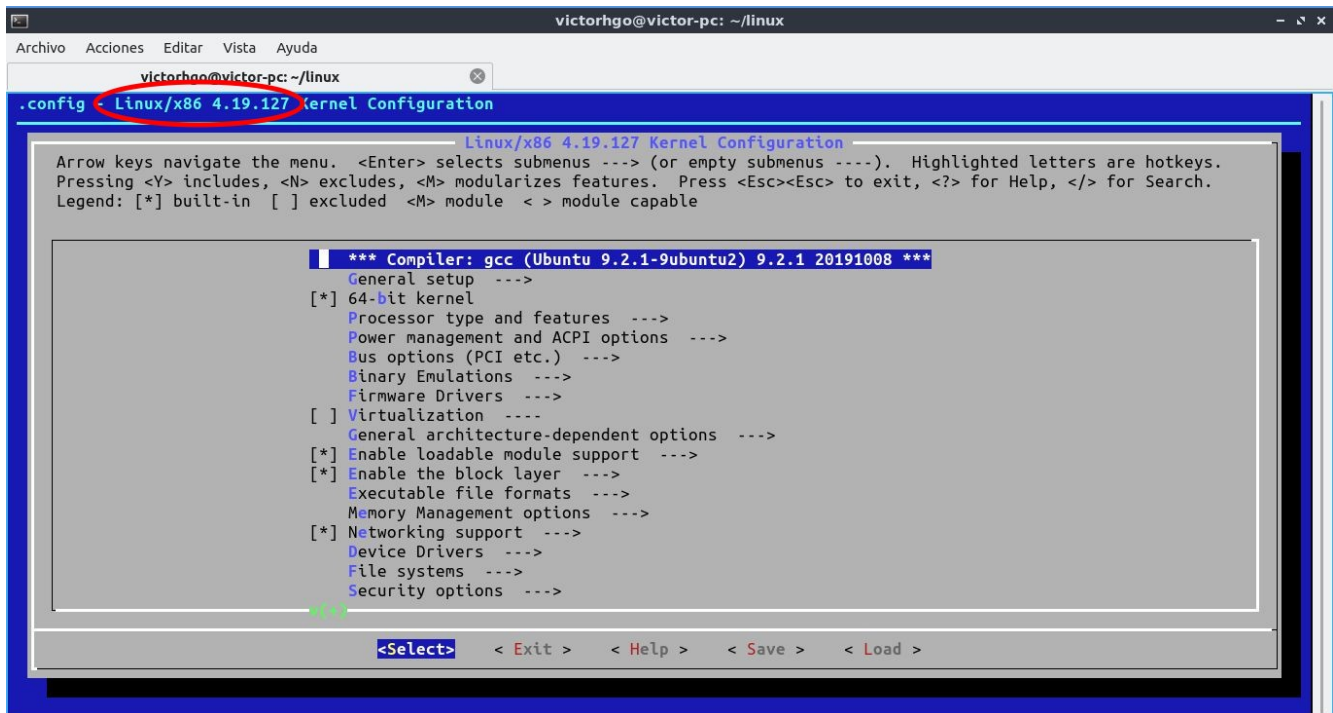 victorhgo@victor-pc: ~/linux
Archivo Acciones Editar Vista Ayuda
victorhgo@victor-pc: ~/linux
.config - Linux/x86 4.19.127 Kernel Configuration
Linux/x86 4.19.127 Kernel Configuration
Arrow keys navigate the menu. <Enter> selects submenus ---> (or empty submenus ----). Highlighted letters are hotkeys.
Pressing <Y> includes, <N> excludes, <M> modularizes features. Press <Esc><Esc> to exit, <?> for Help, </> for Search.
Legend: [*] built-in [ ] excluded <M> module < > module capable
*** Compiler: gcc (Ubuntu 9.2.1-9ubuntu2) 9.2.1 20191008 ***
General setup --->
[*] 64-bit kernel
Processor type and features --->
Power management and ACPI options --->
Bus options (PCI etc.) --->
Binary Emulations --->
Firmware Drivers --->
[ ] Virtualization ----
General architecture-dependent options --->
[*] Enable loadable module support --->
[*] Enable the block layer --->
Executable file formats --->
Memory Management options --->
[*] Networking support --->
Device Drivers --->
File systems --->
Security options --->
<Select> < Exit > < Help > < Save > < Load >